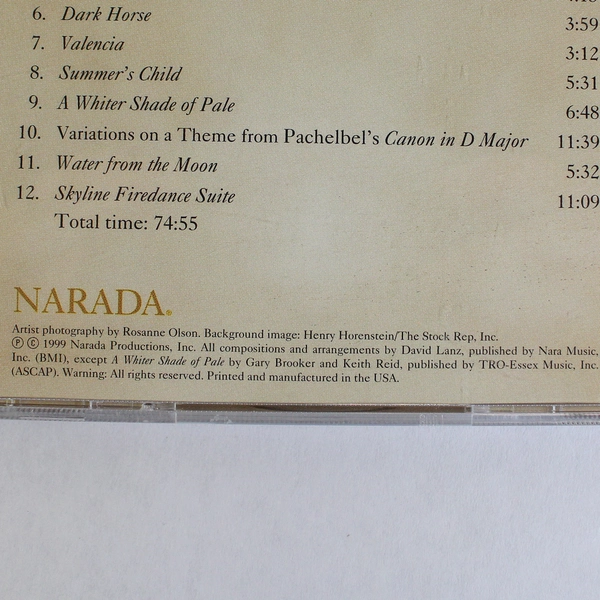 6. Dark Horse 3:59
7. Valencia 3:12
8. Summer's Child 5:31
9. A Whiter Shade of Pale 6:48
10. Variations on a Theme from Pachelbel's Canon in D Major 11:39
11. Water from the Moon 5:32
12. Skyline Firedance Suite 11:09
Total time: 74:55
NARADA®
Artist photography by Rosanne Olson. Background image: Henry Horenstein/The Stock Rep, Inc.
℗ © 1999 Narada Productions, Inc. All compositions and arrangements by David Lanz, published by Nara Music,
Inc. (BMI), except A Whiter Shade of Pale by Gary Brooker and Keith Reid, published by TRO-Essex Music, Inc.
(ASCAP). Warning: All rights reserved. Printed and manufactured in the USA.